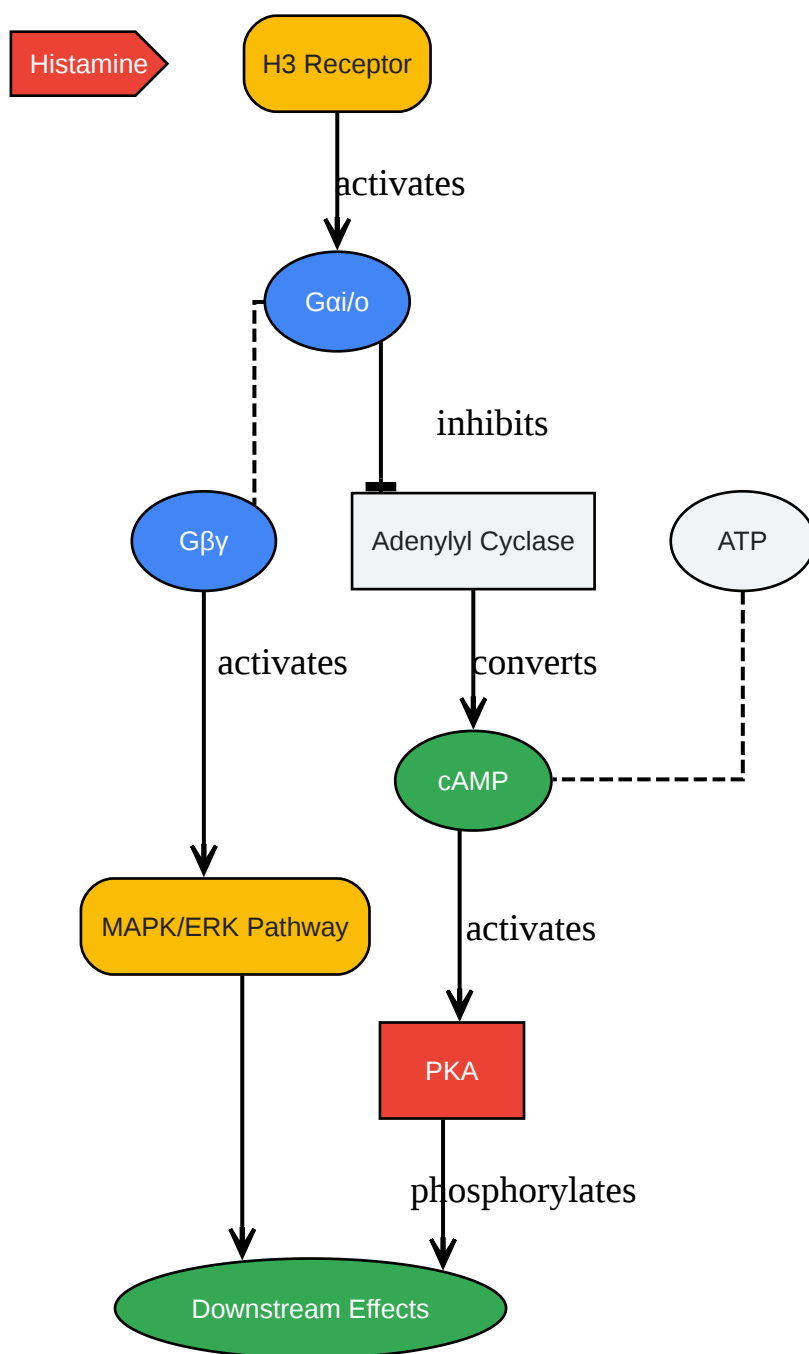 Histamine
H3 Receptor
activates
Gαi/o
inhibits
Gβγ
Adenylyl Cyclase
ATP
activates
converts
cAMP
MAPK/ERK Pathway
activates
PKA
phosphorylates
Downstream Effects